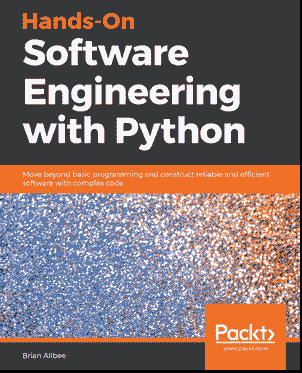 Hands-On
Software
Engineering
with Python
Move beyond basic programming and construct reliable and efficient
software with complex code
Brian Allbee
Packt>
www.packt.com